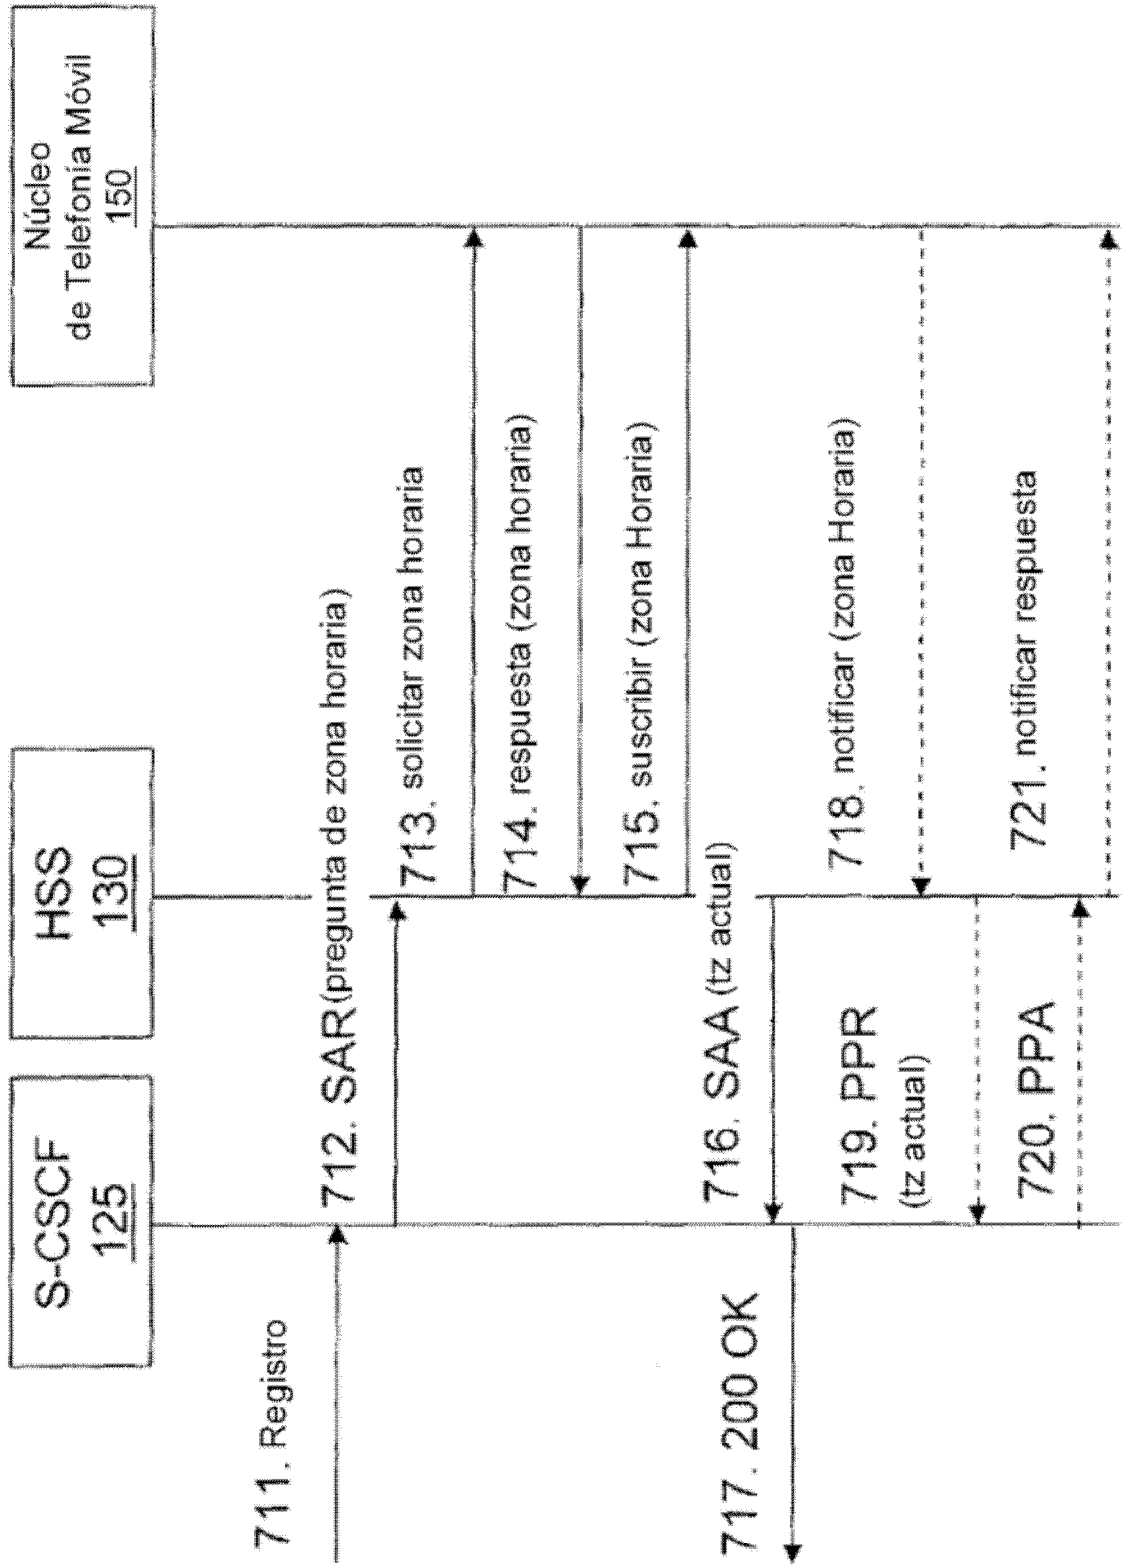 S-CSCF
125
HSS
130
Núcleo
de Telefonía Móvil
150
711. Registro
712. SAR (pregunta de zona horaria)
713. solicitar zona horaria
714. respuesta (zona horaria)
715. suscribir (zona Horaria)
716. SAA (tz actual)
717. 200 OK
718. notificar (zona Horaria)
719. PPR
(tz actual)
720. PPA
721. notificar respuesta